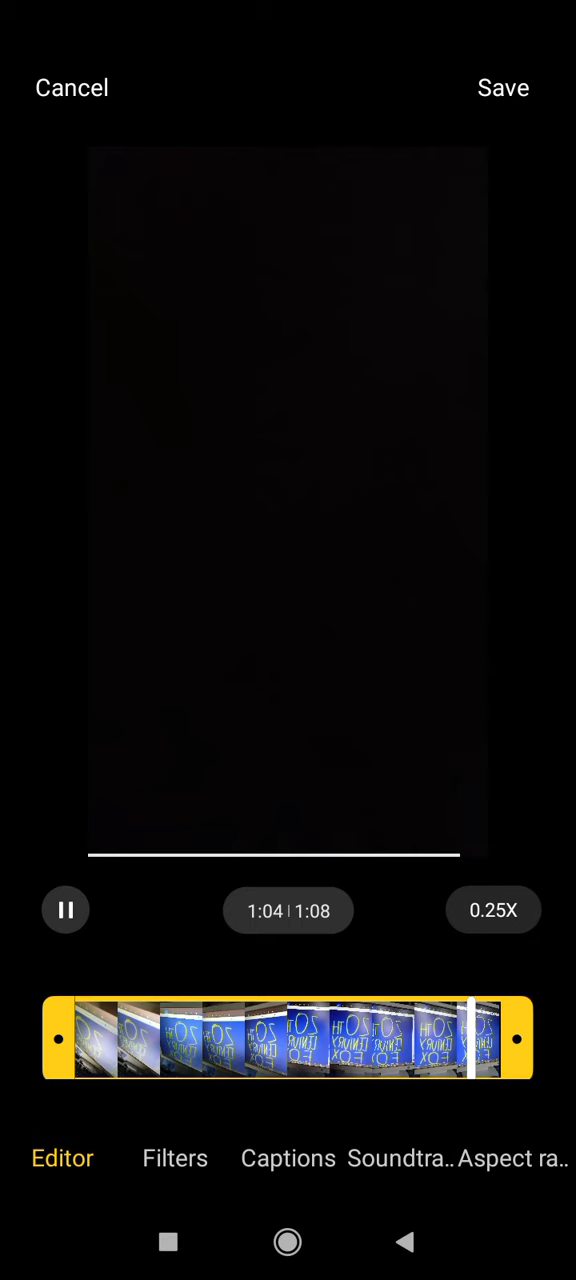 Cancel
Save
1:04 | 1:08
0.25X
Editor
Filters
Captions
Soundtra..
Aspect ra..